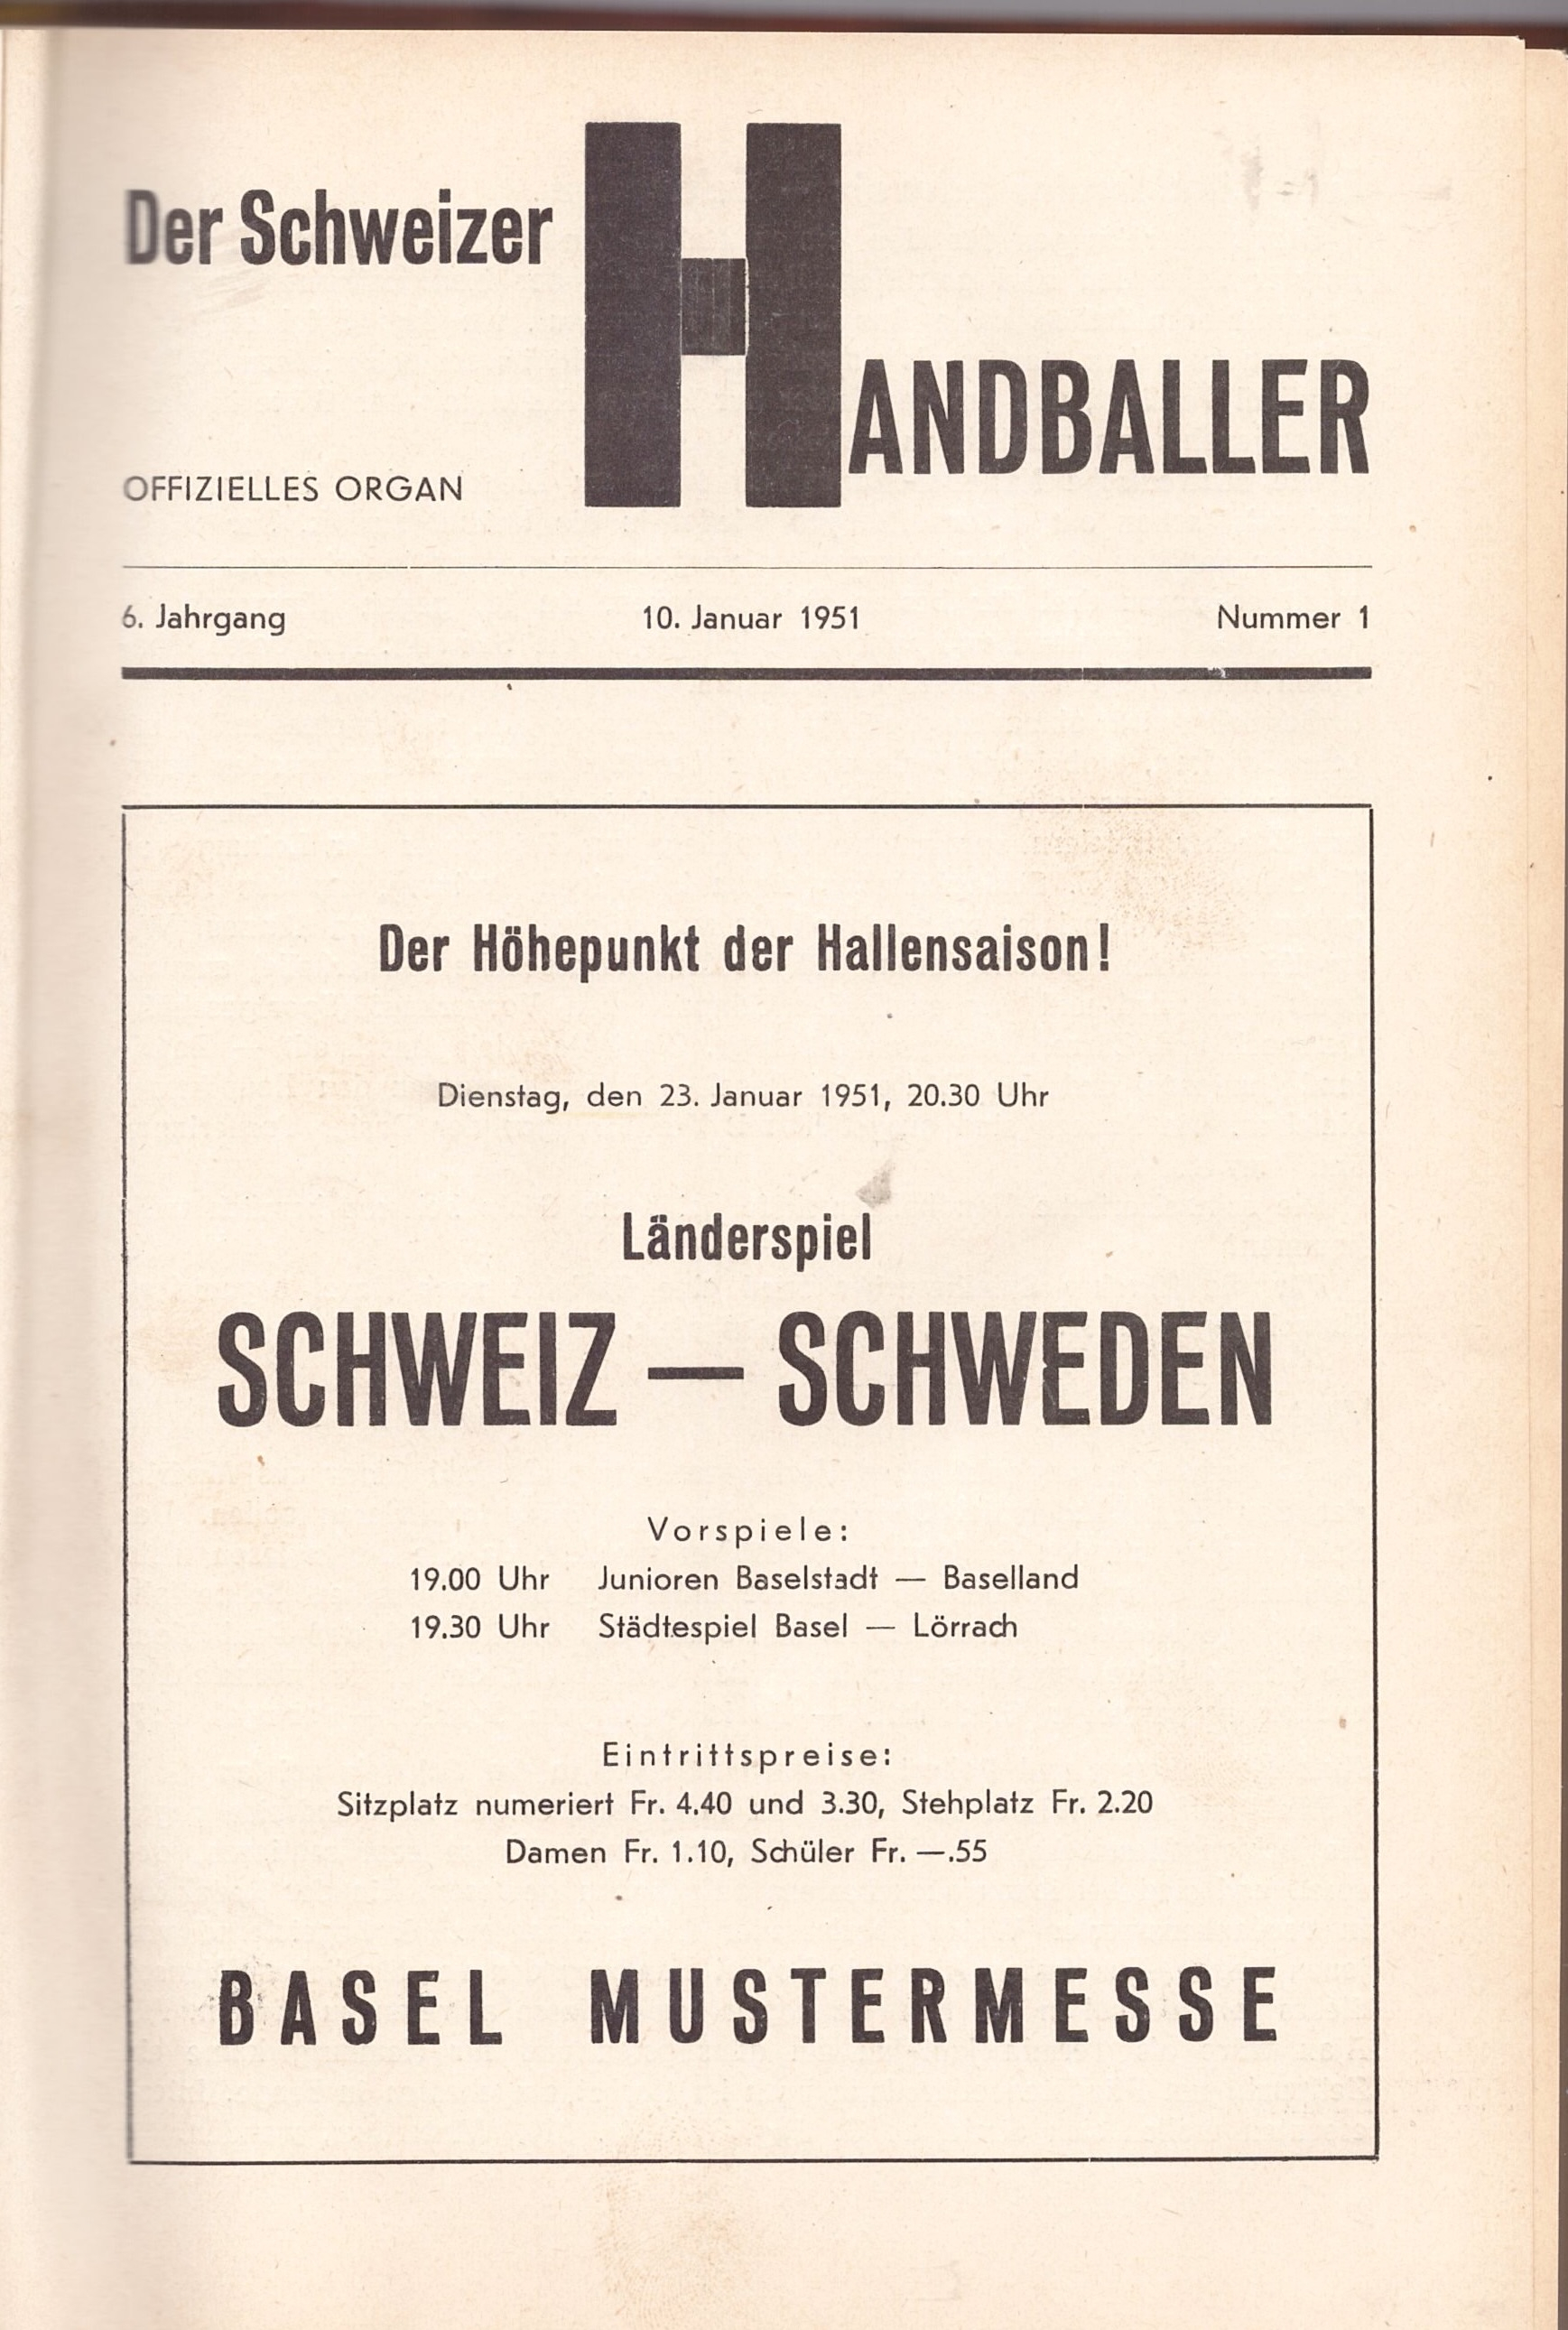 Der Schweizer
HANDBALLER
OFFIZIELLES ORGAN
6. Jahrgang 10. Januar 1951 Nummer 1
Der Höhepunkt der Hallensaison!
Dienstag, den 23. Januar 1951, 20.30 Uhr
Länderspiel
SCHWEIZ — SCHWEDEN
Vorspiele:
19.00 Uhr Junioren Baselstadt — Baselland
19.30 Uhr Städtespiel Basel — Lörrach
Eintrittspreise:
Sitzplatz numeriert Fr. 4.40 und 3.30, Stehplatz Fr. 2.20
Damen Fr. 1.10, Schüler Fr. —.55
BASEL MUSTERMESSE